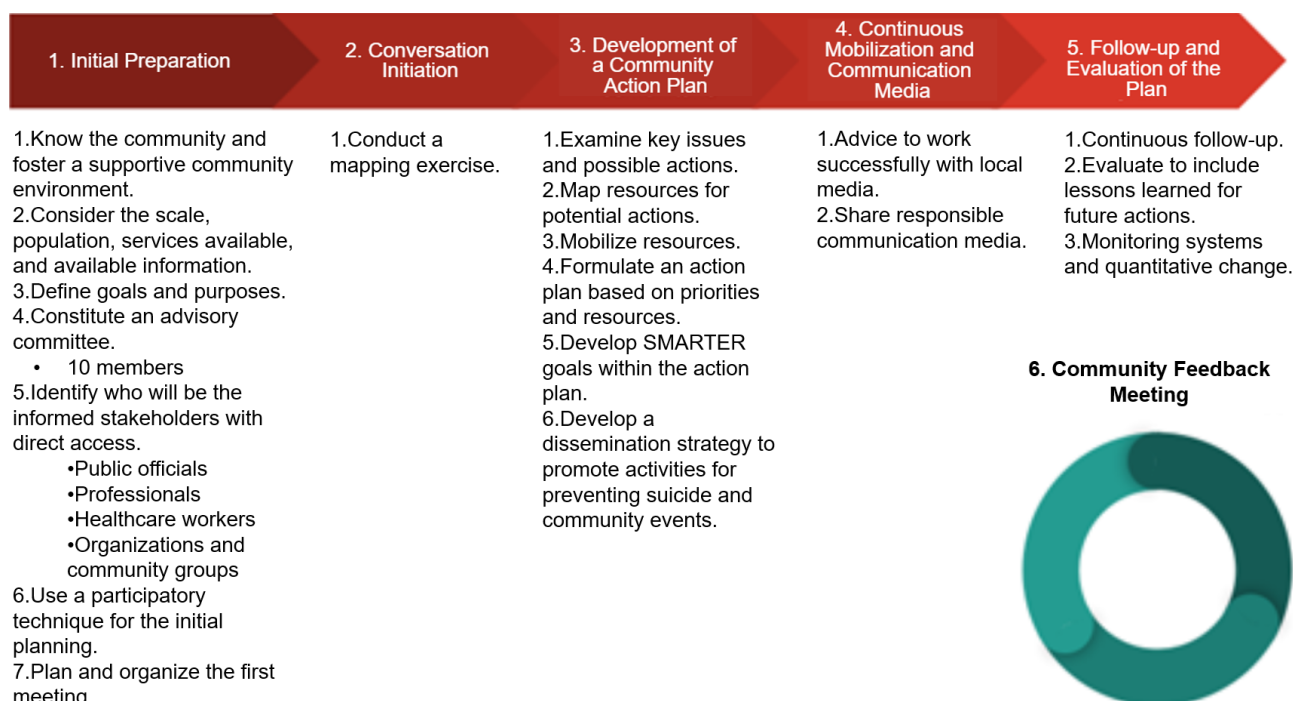 1. Initial Preparation
2. Conversation
Initiation
3. Development of
a Community
Action Plan
4. Continuous
Mobilization and
Communication
Media
5. Follow-up and
Evaluation of the
Plan
1.Know the community and
foster a supportive community
environment.
2.Consider the scale,
population, services available,
and available information.
3.Define goals and purposes.
4.Constitute an advisory
committee.
• 10 members
5.Identify who will be the
informed stakeholders with
direct access.
•Public officials
•Professionals
•Healthcare workers
•Organizations and
community groups
6.Use a participatory
technique for the initial
planning.
7.Plan and organize the first
meeting
1.Conduct a
mapping exercise.
1.Examine key issues
and possible actions.
2.Map resources for
potential actions.
3.Mobilize resources.
4.Formulate an action
plan based on priorities
and resources.
5.Develop SMARTER
goals within the action
plan.
6.Develop a
dissemination strategy to
promote activities for
preventing suicide and
community events.
1.Advice to work
successfully with local
media.
2.Share responsible
communication media.
1.Continuous follow-up.
2.Evaluate to include
lessons learned for
future actions.
3.Monitoring systems
and quantitative change.
6. Community Feedback
Meeting